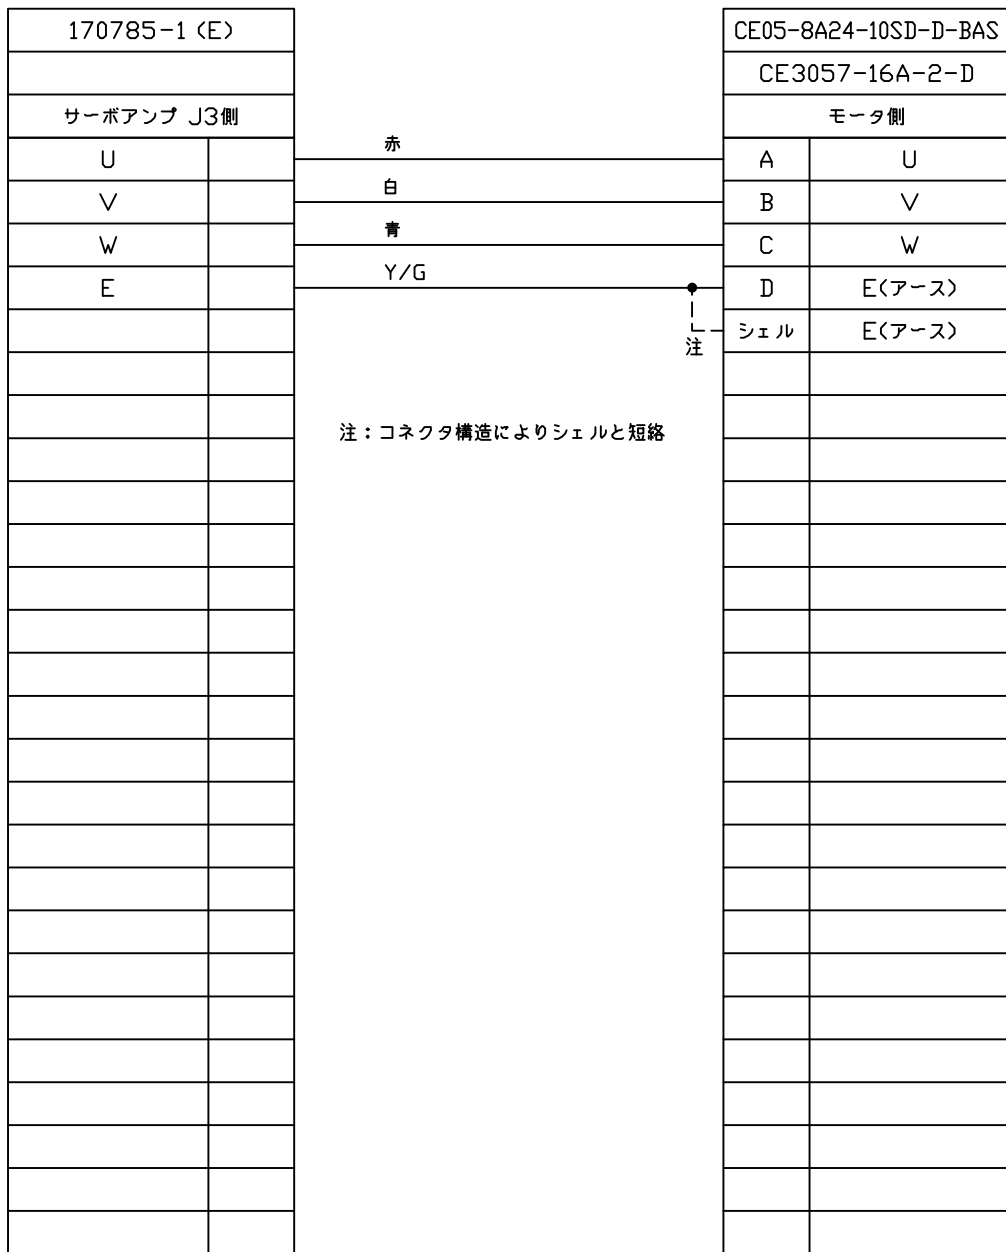 170785-1 (E)
サーボアンプ J3側
U
V
W
E
赤
白
青
Y/G
注
注：コネクタ構造によりシェルと短絡
CE05-8A24-10SD-D-BAS
CE3057-16A-2-D
モータ側
A U
B V
C W
D E(アース)
シェル E(アース)